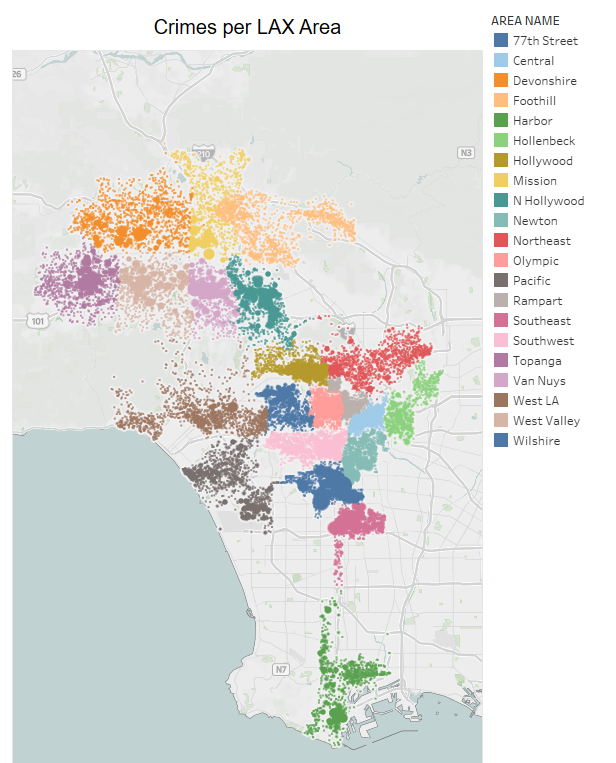 Crimes per LAX Area
AREA NAME
77th Street
Central
Devonshire
Foothill
Harbor
Hollenbeck
Hollywood
Mission
N Hollywood
Newton
Northeast
Olympic
Pacific
Rampart
Southeast
Southwest
Topanga
Van Nuys
West LA
West Valley
Wilshire
26
N3
101
N7